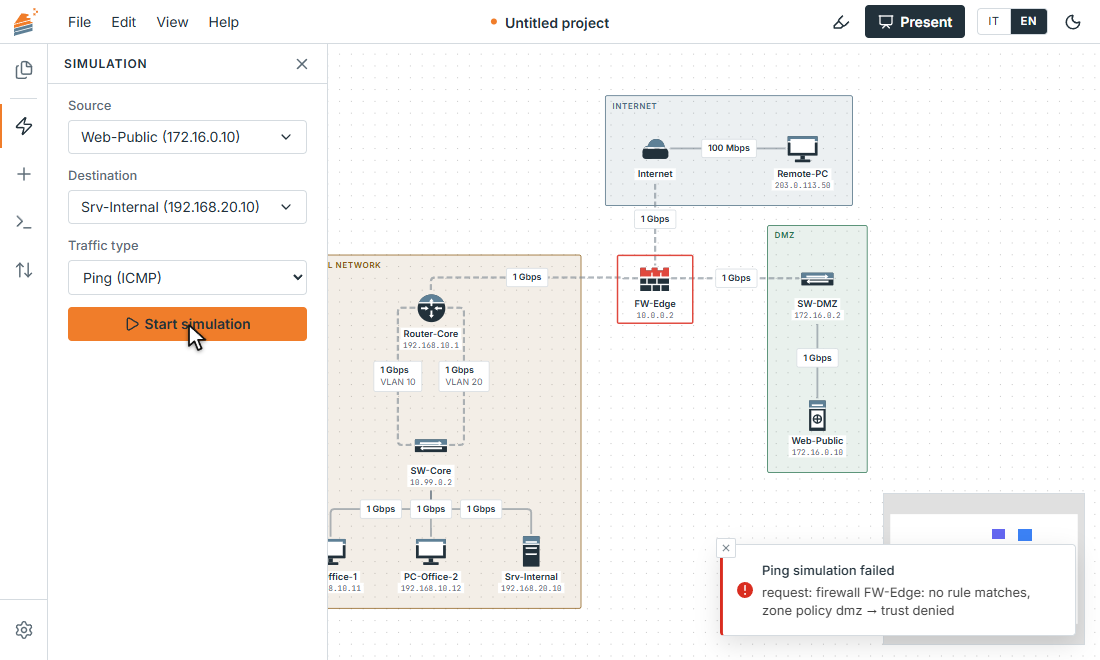 File Edit View Help
Untitled project
Present
IT EN
SIMULATION
Source
Web-Public (172.16.0.10)
Destination
Srv-Internal (192.168.20.10)
Traffic type
Ping (ICMP)
Start simulation
INTERNET
100 Mbps
Internet
Remote-PC
203.0.113.50
1 Gbps
DMZ
L NETWORK
1 Gbps
1 Gbps
FW-Edge
10.0.0.2
SW-DMZ
172.16.0.2
Router-Core
192.168.10.1
1 Gbps
1 Gbps
VLAN 10
1 Gbps
VLAN 20
Web-Public
172.16.0.10
SW-Core
10.99.0.2
1 Gbps
1 Gbps
1 Gbps
ffice-1
8.10.11
PC-Office-2
192.168.10.12
Srv-Internal
192.168.20.10
Ping simulation failed
request: firewall FW-Edge: no rule matches,
zone policy dmz → trust denied